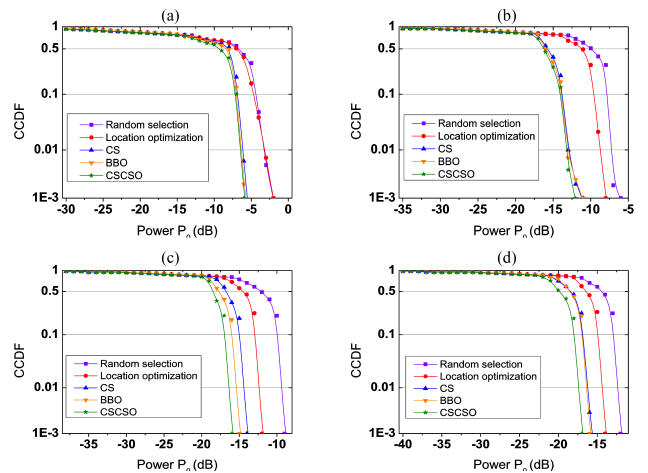 (a)
(b)
1
0.5
0.1
0.01
1E-3
CCDF
Random selection
Location optimization
CS
BBO
CSCSO
-30 -25 -20 -15 -10 -5 0
Power P₀ (dB)
1
0.5
0.1
0.01
1E-3
CCDF
Random selection
Location optimization
CS
BBO
CSCSO
-35 -30 -25 -20 -15 -10 -5
Power P₀ (dB)
(c)
(d)
1
0.5
0.1
0.01
1E-3
CCDF
Random selection
Location optimization
CS
BBO
CSCSO
-35 -30 -25 -20 -15 -10
Power P₀ (dB)
1
0.5
0.1
0.01
1E-3
CCDF
Random selection
Location optimization
CS
BBO
CSCSO
-40 -35 -30 -25 -20 -15
Power P₀ (dB)